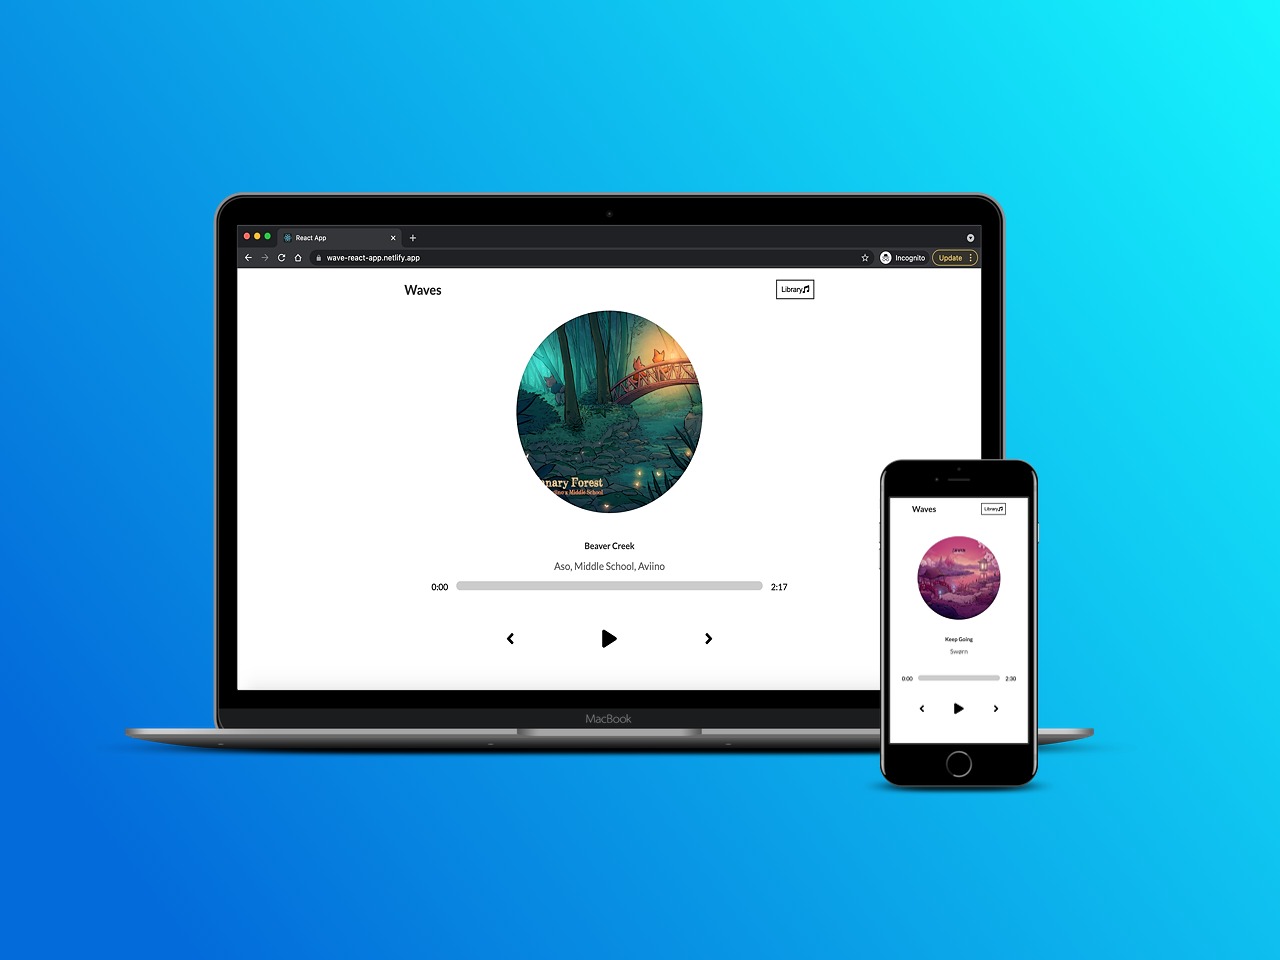 React App
wave-react-app.netlify.app
Incognito
Update
Waves
Library
nary Forest
a Middle School
Beaver Creek
Aso, Middle School, Aviino
0:00
2:17
MacBook
Waves
Library
Keep Going
Swørn
0:00
2:30